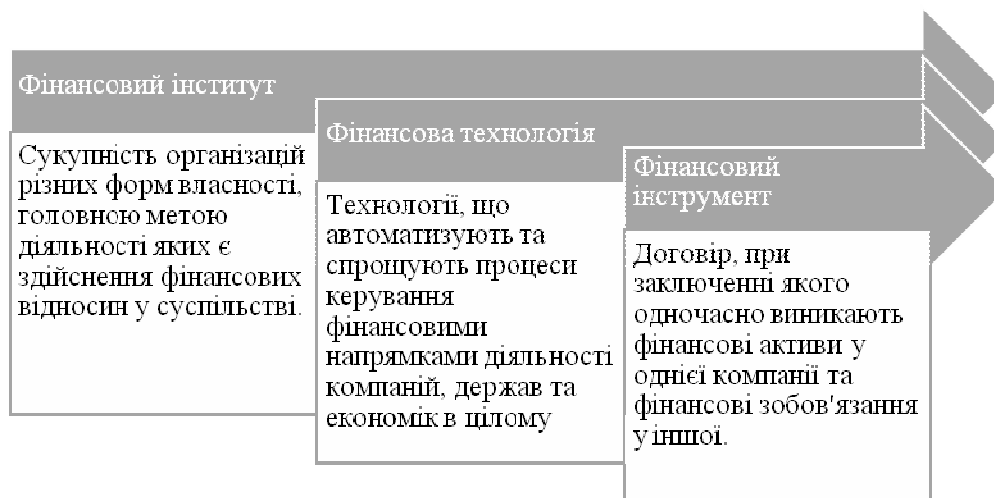 Фінансовий інститут
Сукупність організацій
різних форм власності,
головною метою
діяльності яких є
здійснення фінансових
відносин у суспільстві.
Фінансова технологія
Технології, що
автоматизують та
спрощують процеси
керування
фінансовими
напрямками діяльності
компаній, держав та
економік в цілому
Фінансовий
інструмент
Договір, при
заключенні якого
одночасно виникають
фінансові активи у
однієї компанії та
фінансові зобов'язання
у іншої.